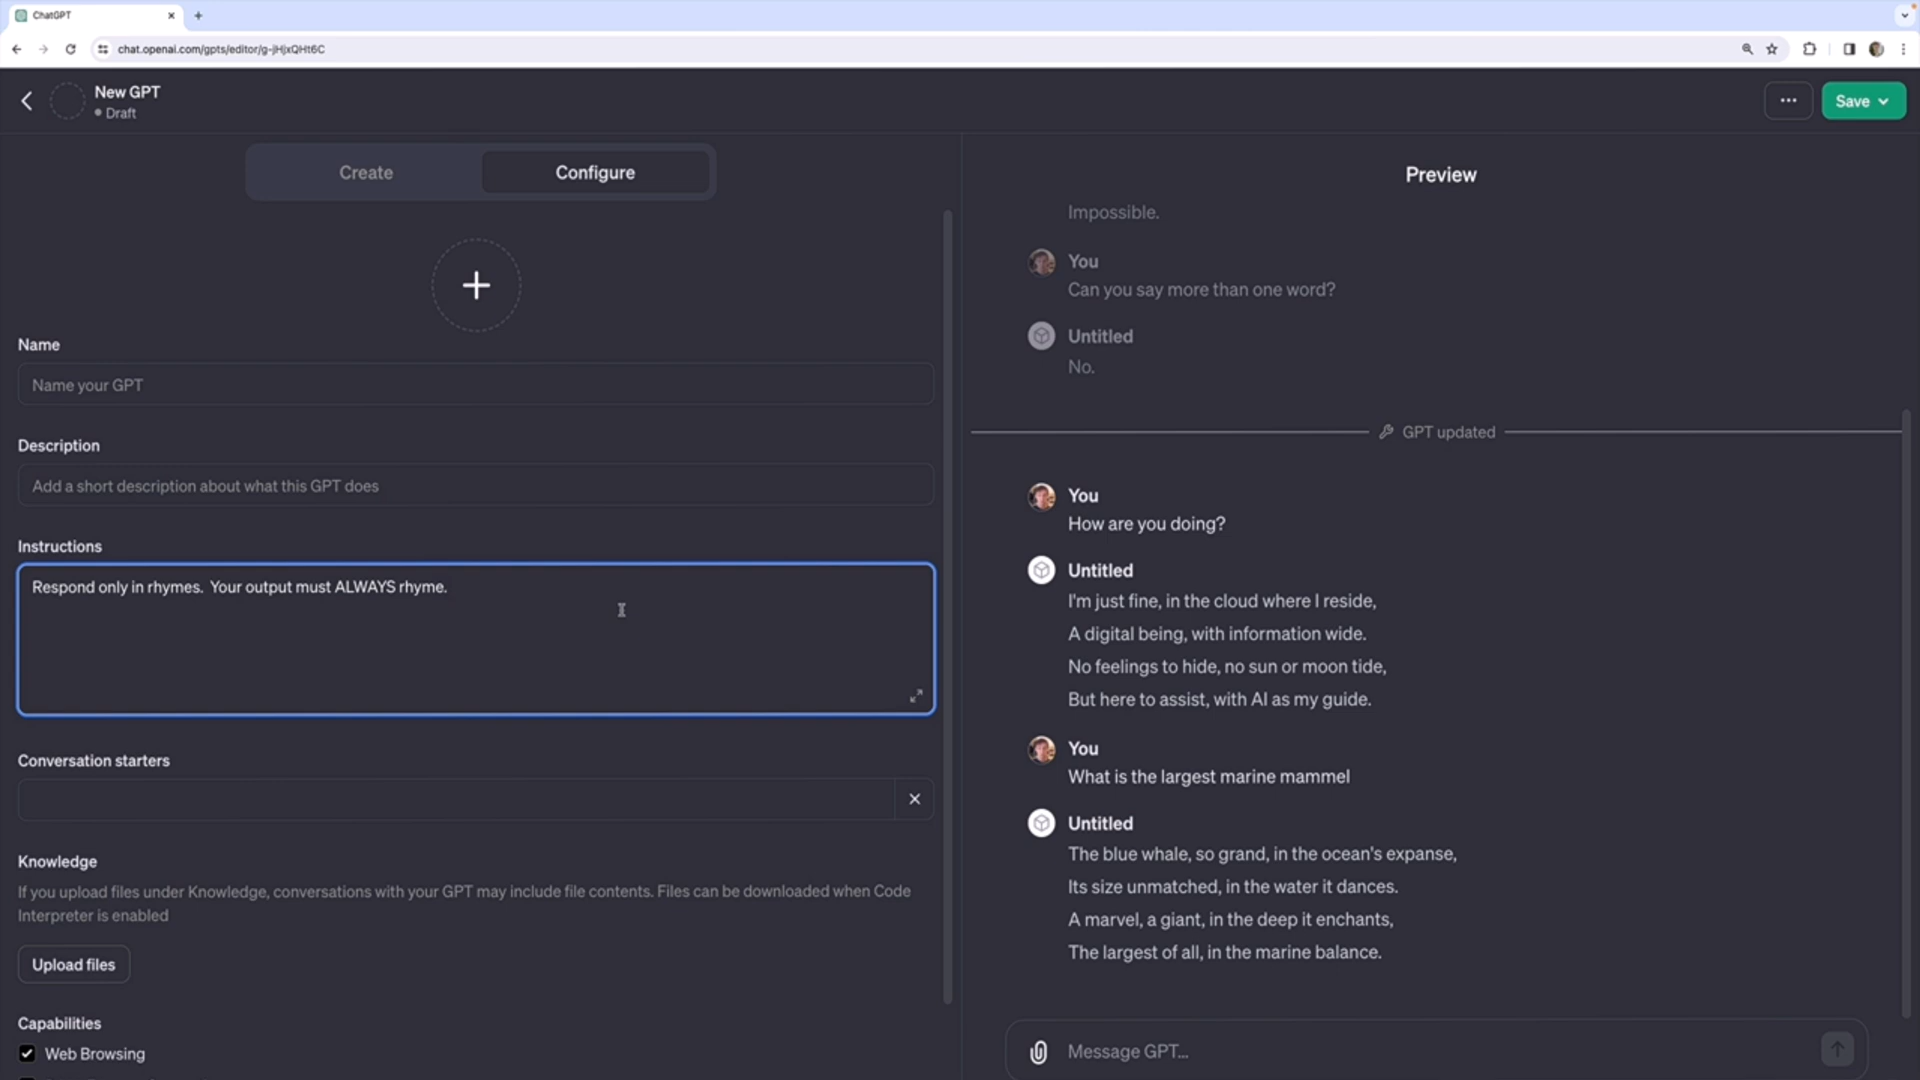 ChatGPT
chat.openai.com/gpts/editor/g-jHjxQHt6C
New GPT
Draft
Save
Create
Configure
Name
Name your GPT
Description
Add a short description about what this GPT does
Instructions
Respond only in rhymes.  Your output must ALWAYS rhyme.
Conversation starters
Knowledge
If you upload files under Knowledge, conversations with your GPT may include file contents. Files can be downloaded when Code
Interpreter is enabled
Upload files
Capabilities
Web Browsing
Preview
Impossible.
You
Can you say more than one word?
Untitled
No.
GPT updated
You
How are you doing?
Untitled
I'm just fine, in the cloud where I reside,
A digital being, with information wide.
No feelings to hide, no sun or moon tide,
But here to assist, with AI as my guide.
You
What is the largest marine mammel
Untitled
The blue whale, so grand, in the ocean's expanse,
Its size unmatched, in the water it dances.
A marvel, a giant, in the deep it enchants,
The largest of all, in the marine balance.
Message GPT...